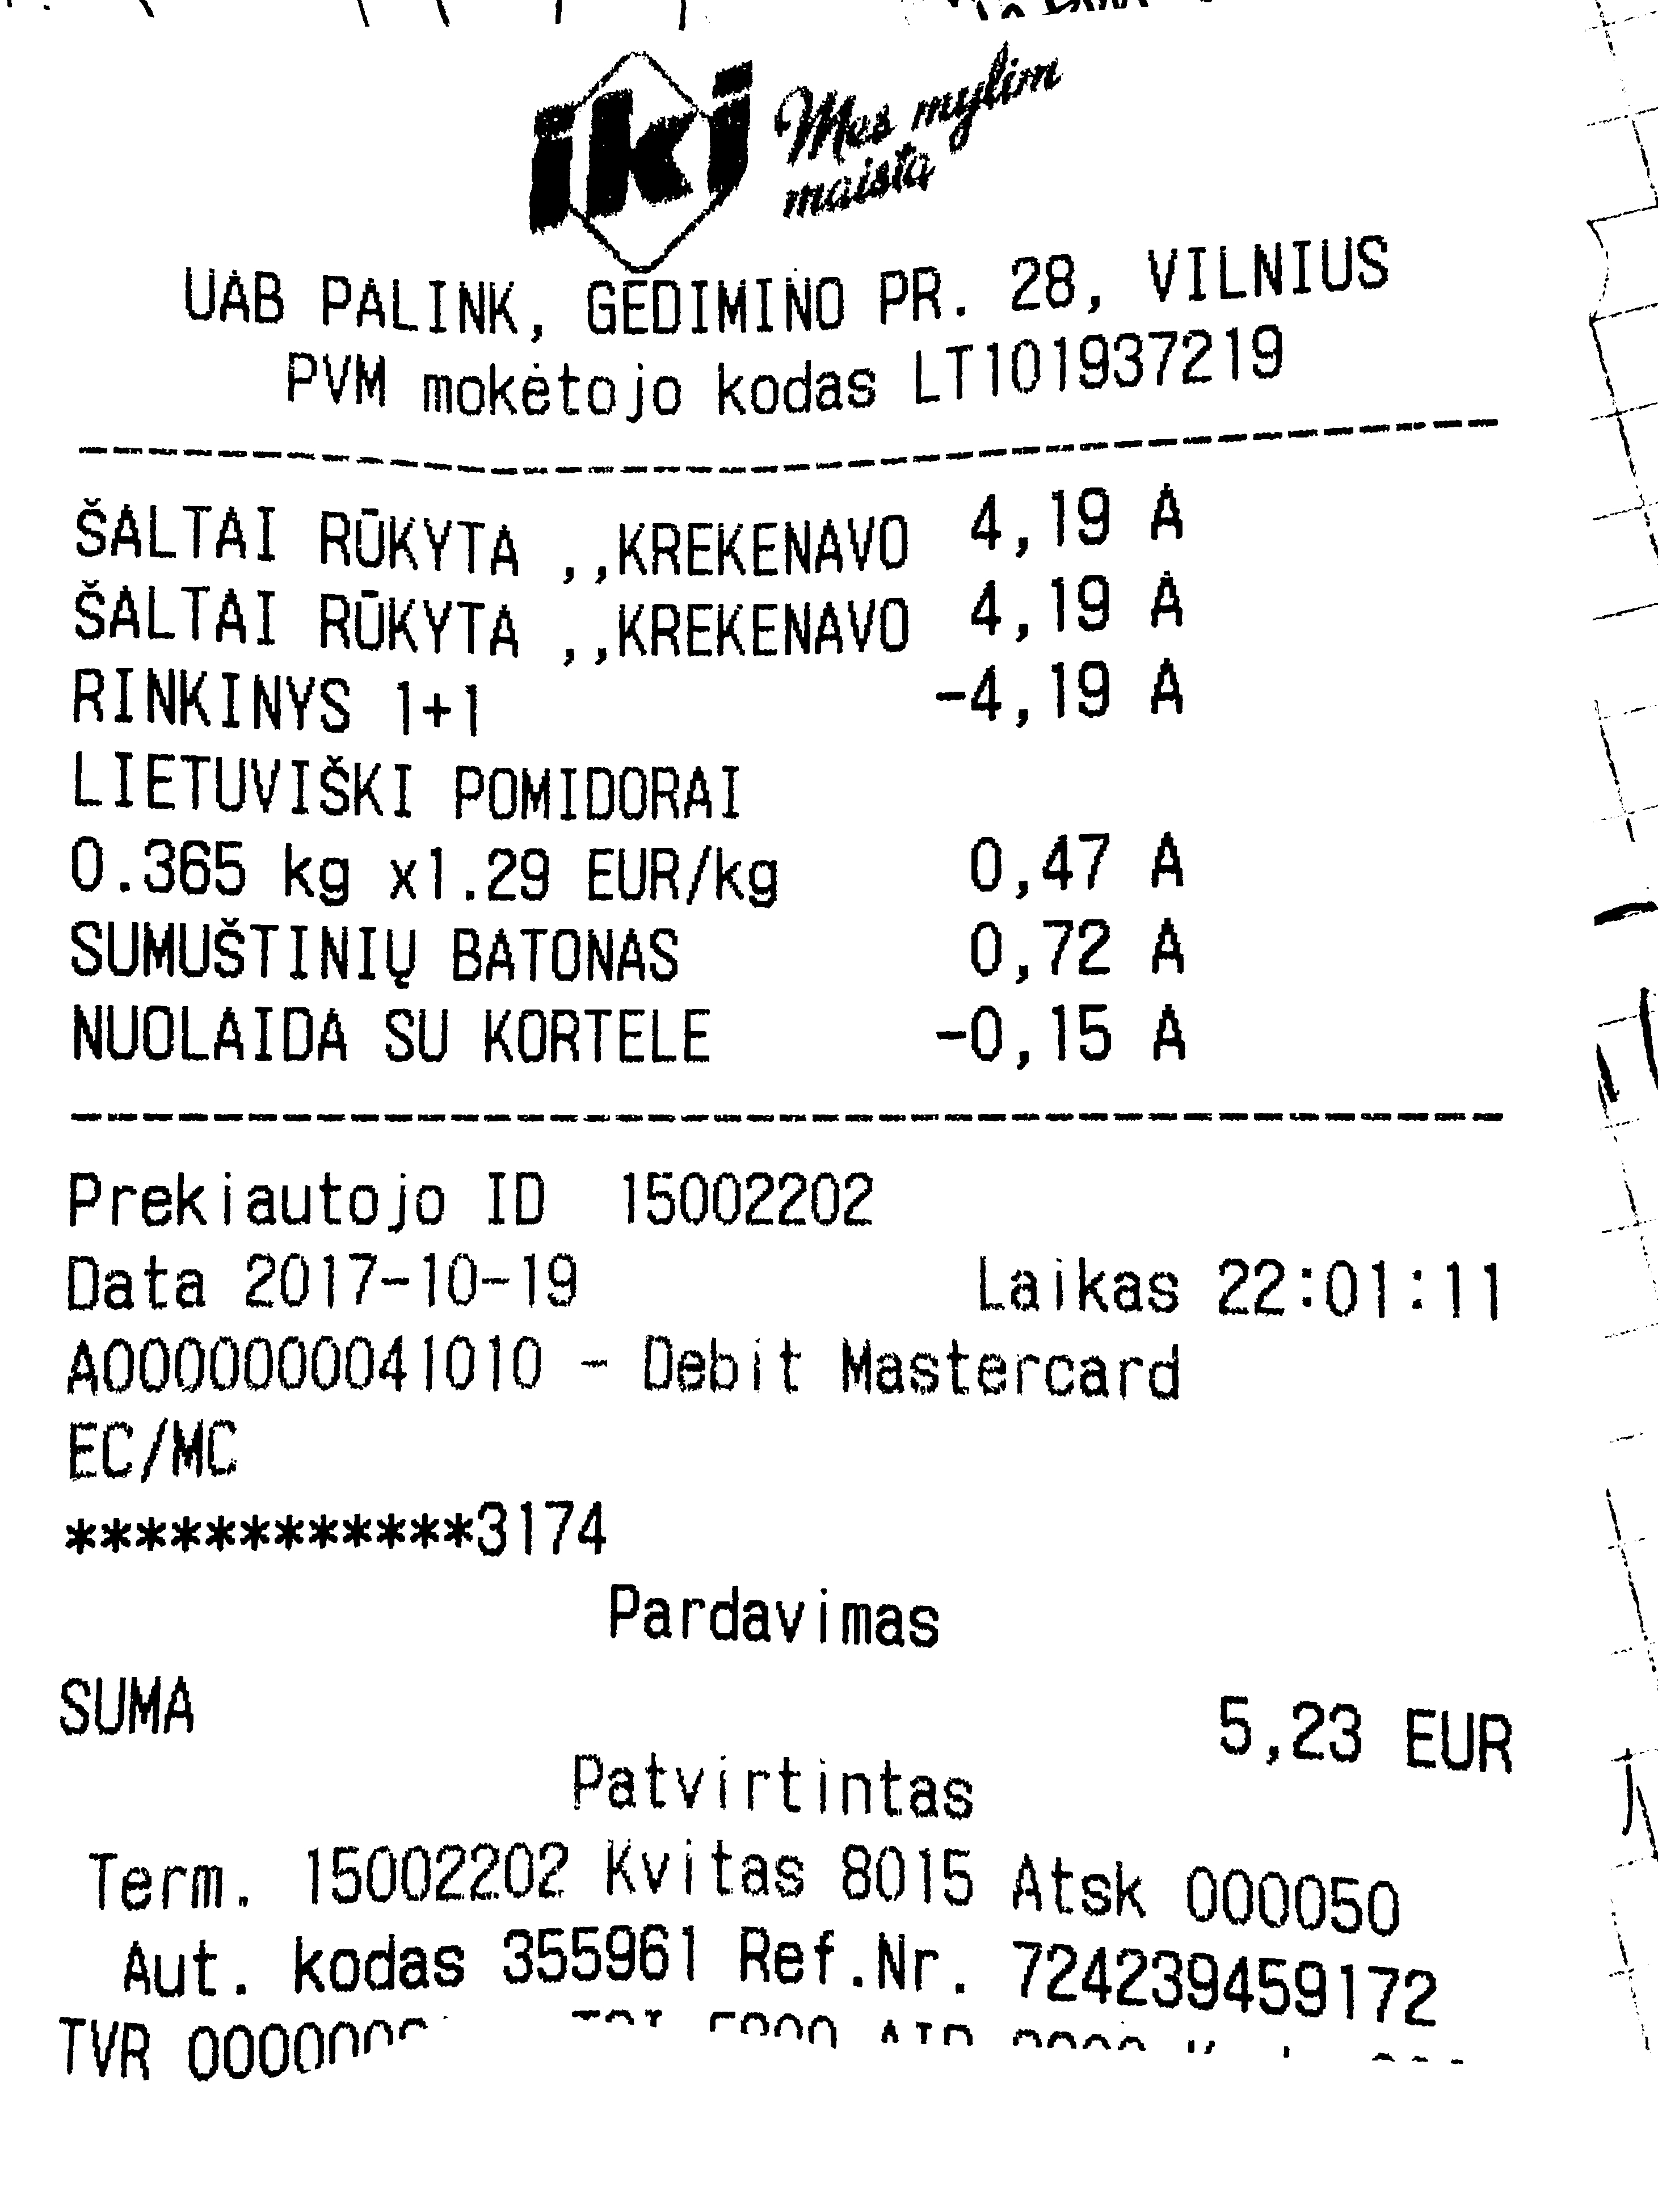 iki Mes mylim
maistą
UAB PALINK, GEDIMINO PR. 28, VILNIUS
PVM mokėtojo kodas LT101937219
ŠALTAI RŪKYTA ,,KREKENAVO 4,19 A
ŠALTAI RŪKYTA ,,KREKENAVO 4,19 A
RINKINYS 1+1 -4,19 A
LIETUVIŠKI POMIDORAI
0.365 kg x1.29 EUR/kg 0,47 A
SUMUŠTINIŲ BATONAS 0,72 A
NUOLAIDA SU KORTELE -0,15 A
Prekiautojo ID 15002202
Data 2017-10-19 Laikas 22:01:11
A0000000041010 - Debit Mastercard
EC/MC
************3174
Pardavimas
SUMA 5,23 EUR
Patvirtintas
Term. 15002202 Kvitas 8015 Atsk 000050
Aut. kodas 355961 Ref.Nr. 724239459172
TVR